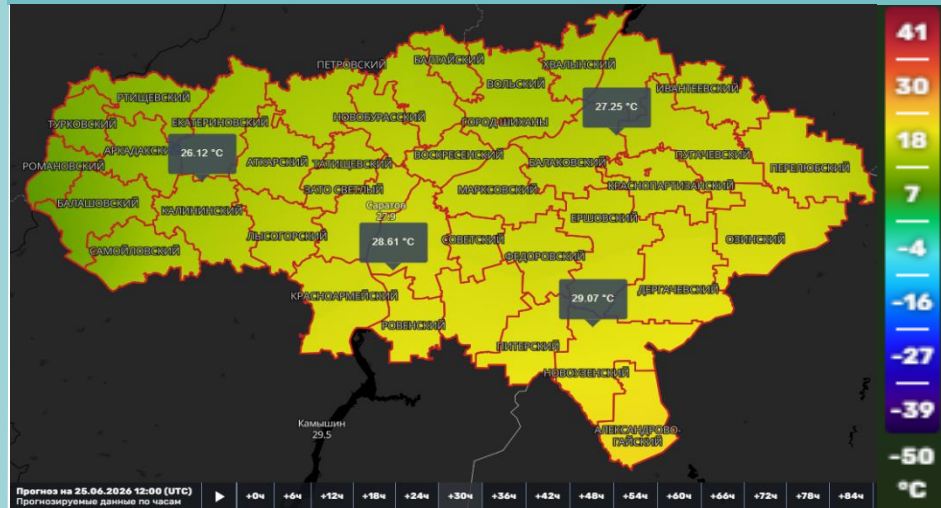 ПЕТРОВСКИЙ
БАЛТАЙСКИЙ
ХВАЛЫНСКИЙ
ВОЛЬСКИЙ
ИВАНТЕЕВСКИЙ
РТИЩЕВСКИЙ
27.25 °C
ТУРКОВСКИЙ
ЕКАТЕРИНОВСКИЙ
НОВОБУРАССКИЙ
ГОРОД ШИХАНЫ
АРКАДАКСКИЙ
26.12 °C
РОМАНОВСКИЙ
АТКАРСКИЙ
ТАТИЩЕВСКИЙ
ВОСКРЕСЕНСКИЙ
БАЛАКОВСКИЙ
ПУГАЧЕВСКИЙ
ПЕРЕЛЮБСКИЙ
ЗАТО СВЕТЛЫЙ
МАРКСОВСКИЙ
КРАСНОПАРТИЗАНСКИЙ
БАЛАШОВСКИЙ
КАЛИНИНСКИЙ
Саратов
27.9
ЕРШОВСКИЙ
ЛЫСОГОРСКИЙ
28.61 °C
СОВЕТСКИЙ
ОЗИНСКИЙ
САМОЙЛОВСКИЙ
ФЕДОРОВСКИЙ
КРАСНОАРМЕЙСКИЙ
29.07 °C
ДЕРГАЧЕВСКИЙ
РОВЕНСКИЙ
ПИТЕРСКИЙ
НОВОУЗЕНСКИЙ
Камышин
29.5
АЛЕКСАНДРОВО-
ГАЙСКИЙ
41
30
18
7
-4
-16
-27
-39
-50
°C
Прогноз на 25.06.2026 12:00 (UTC)
Прогнозируемые данные по часам
+0ч +6ч +12ч +18ч +24ч +30ч +36ч +42ч +48ч +54ч +60ч +66ч +72ч +78ч +84ч